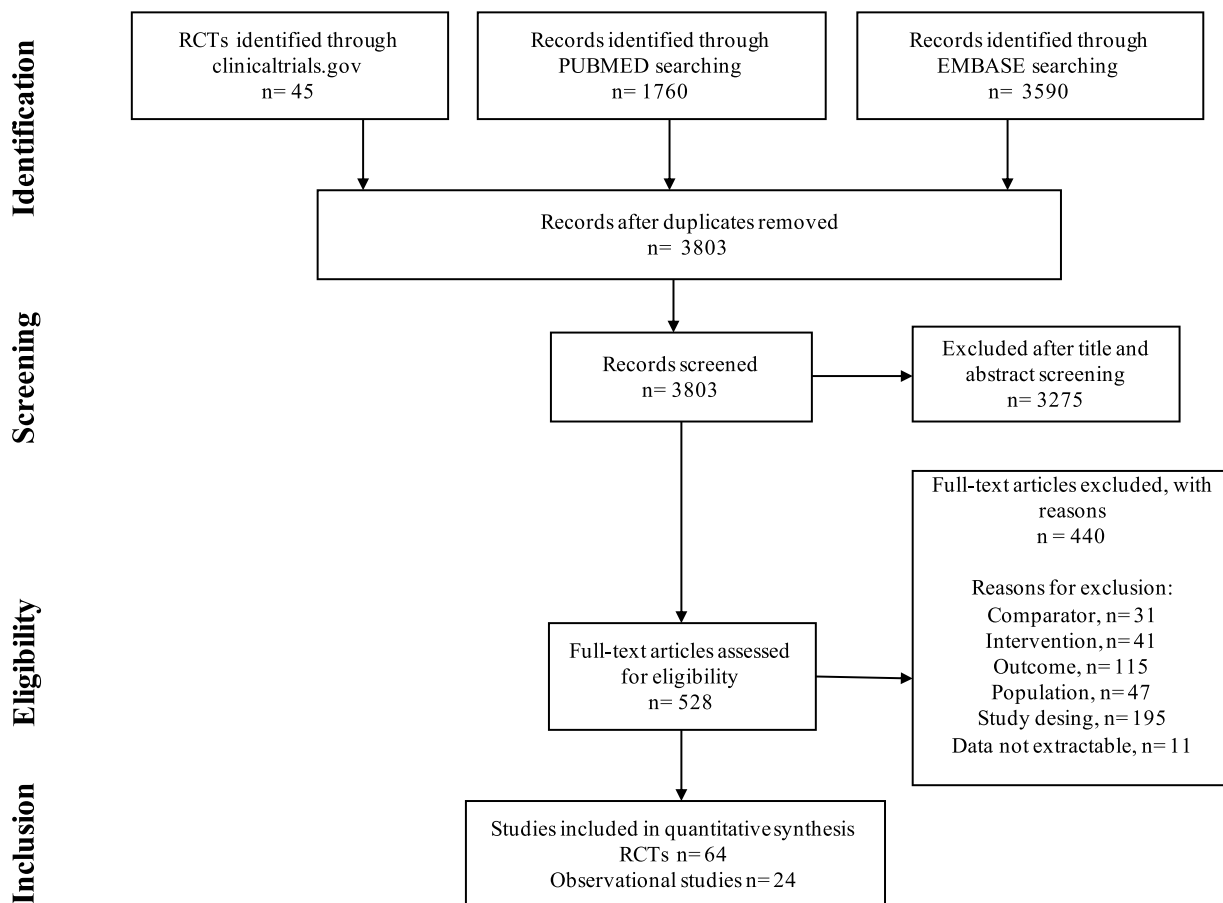 Identification
RCTs identified through
clinicaltrials.gov
n= 45
Records identified through
PUBMED searching
n= 1760
Records identified through
EMBASE searching
n= 3590
Records after duplicates removed
n= 3803
Screening
Records screened
n= 3803
Excluded after title and
abstract screening
n= 3275
Eligibility
Full-text articles assessed
for eligibility
n= 528
Full-text articles excluded, with
reasons
n = 440
Reasons for exclusion:
Comparator, n= 31
Intervention, n= 41
Outcome, n= 115
Population, n= 47
Study desing, n= 195
Data not extractable, n= 11
Inclusion
Studies included in quantitative synthesis
RCTs n= 64
Observational studies n= 24